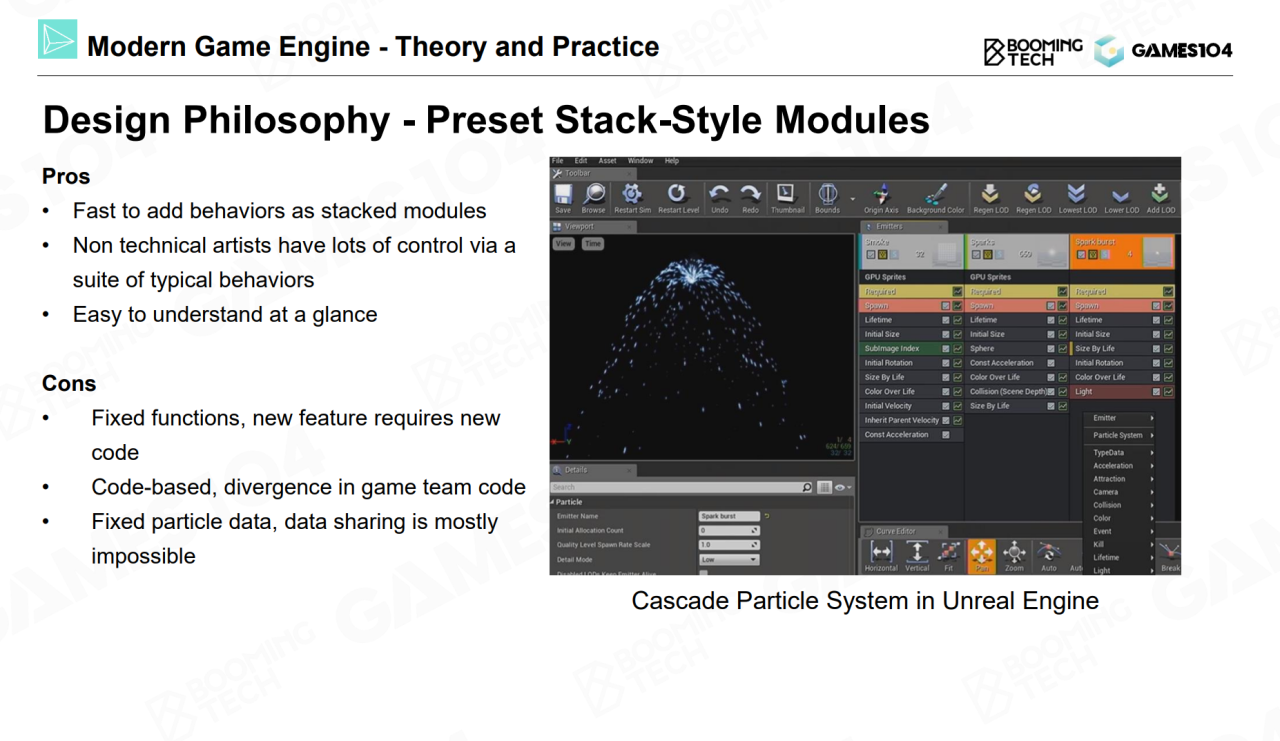 Modern Game Engine - Theory and Practice
BOOMING
TECH
GAMES104
Design Philosophy - Preset Stack-Style Modules
Pros
• Fast to add behaviors as stacked modules
• Non technical artists have lots of control via a
suite of typical behaviors
• Easy to understand at a glance
Cons
• Fixed functions, new feature requires new
code
• Code-based, divergence in game team code
• Fixed particle data, data sharing is mostly
impossible
File Edit Asset Window Help
Toolbar
Save Browse Restart Sim Restart Level Undo Redo Thumbnail Bounds Origin Axis Background Color Regen LOD Regen LOD Lowest LOD Lower LOD Add LOD
Viewport
View Time
Emitters
Smoke Sparks Spark burst
32 650 4
GPU Sprites GPU Sprites
Required Required Required
Spawn Spawn Spawn
Lifetime Lifetime Lifetime
Initial Size Initial Size Initial Size
SubImage Index Sphere Size By Life
Initial Rotation Const Acceleration Initial Rotation
Size By Life Color Over Life Color Over Life
Color Over Life Collision (Scene Depth) Light
Initial Velocity Size By Life
Inherit Parent Velocity
Const Acceleration
Emitter
Particle System
TypeData
Acceleration
Attraction
Camera
Collision
Color
Event
Kill
Lifetime
Light
Details
Search
Particle
Emitter Name Spark burst
Initial Allocation Count 0
Quality Level Spawn Rate Scale 1.0
Detail Mode Low
Disabled LODs Keep Emitter Alive
Curve Editor
Horizontal Vertical Fit Pan Zoom Auto Break
Cascade Particle System in Unreal Engine